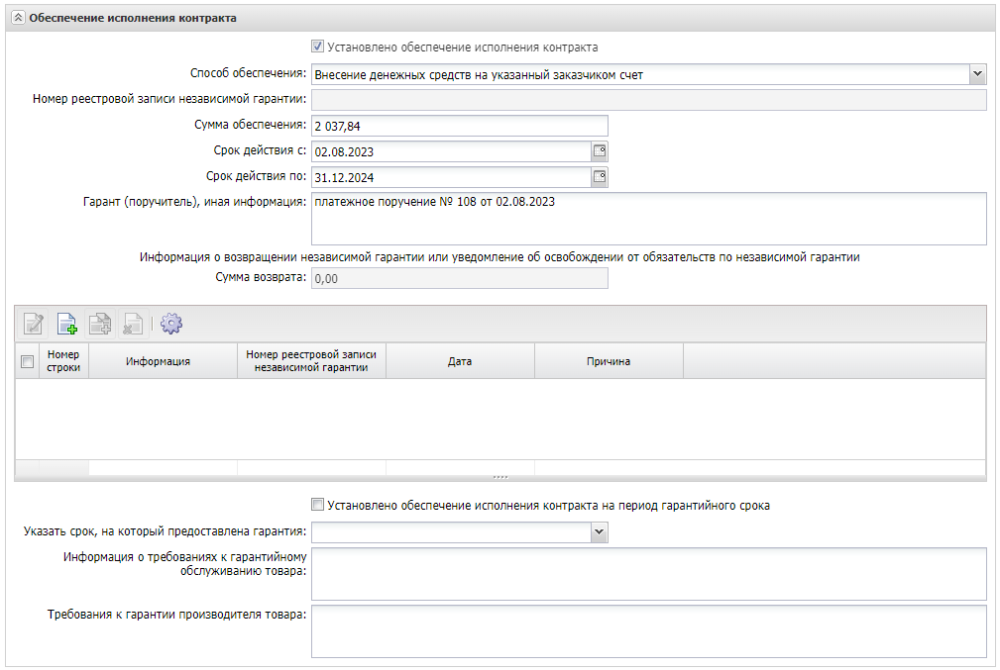 Обеспечение исполнения контракта
Установлено обеспечение исполнения контракта
Способ обеспечения: Внесение денежных средств на указанный заказчиком счет
Номер реестровой записи независимой гарантии:
Сумма обеспечения: 2 037,84
Срок действия с: 02.08.2023
Срок действия по: 31.12.2024
Гарант (поручитель), иная информация: платежное поручение № 108 от 02.08.2023
Информация о возвращении независимой гарантии или уведомление об освобождении от обязательств по независимой гарантии
Сумма возврата: 0,00
Номер строки Информация Номер реестровой записи независимой гарантии Дата Причина
Установлено обеспечение исполнения контракта на период гарантийного срока
Указать срок, на который предоставлена гарантия:
Информация о требованиях к гарантийному
обслуживанию товара:
Требования к гарантии производителя товара: